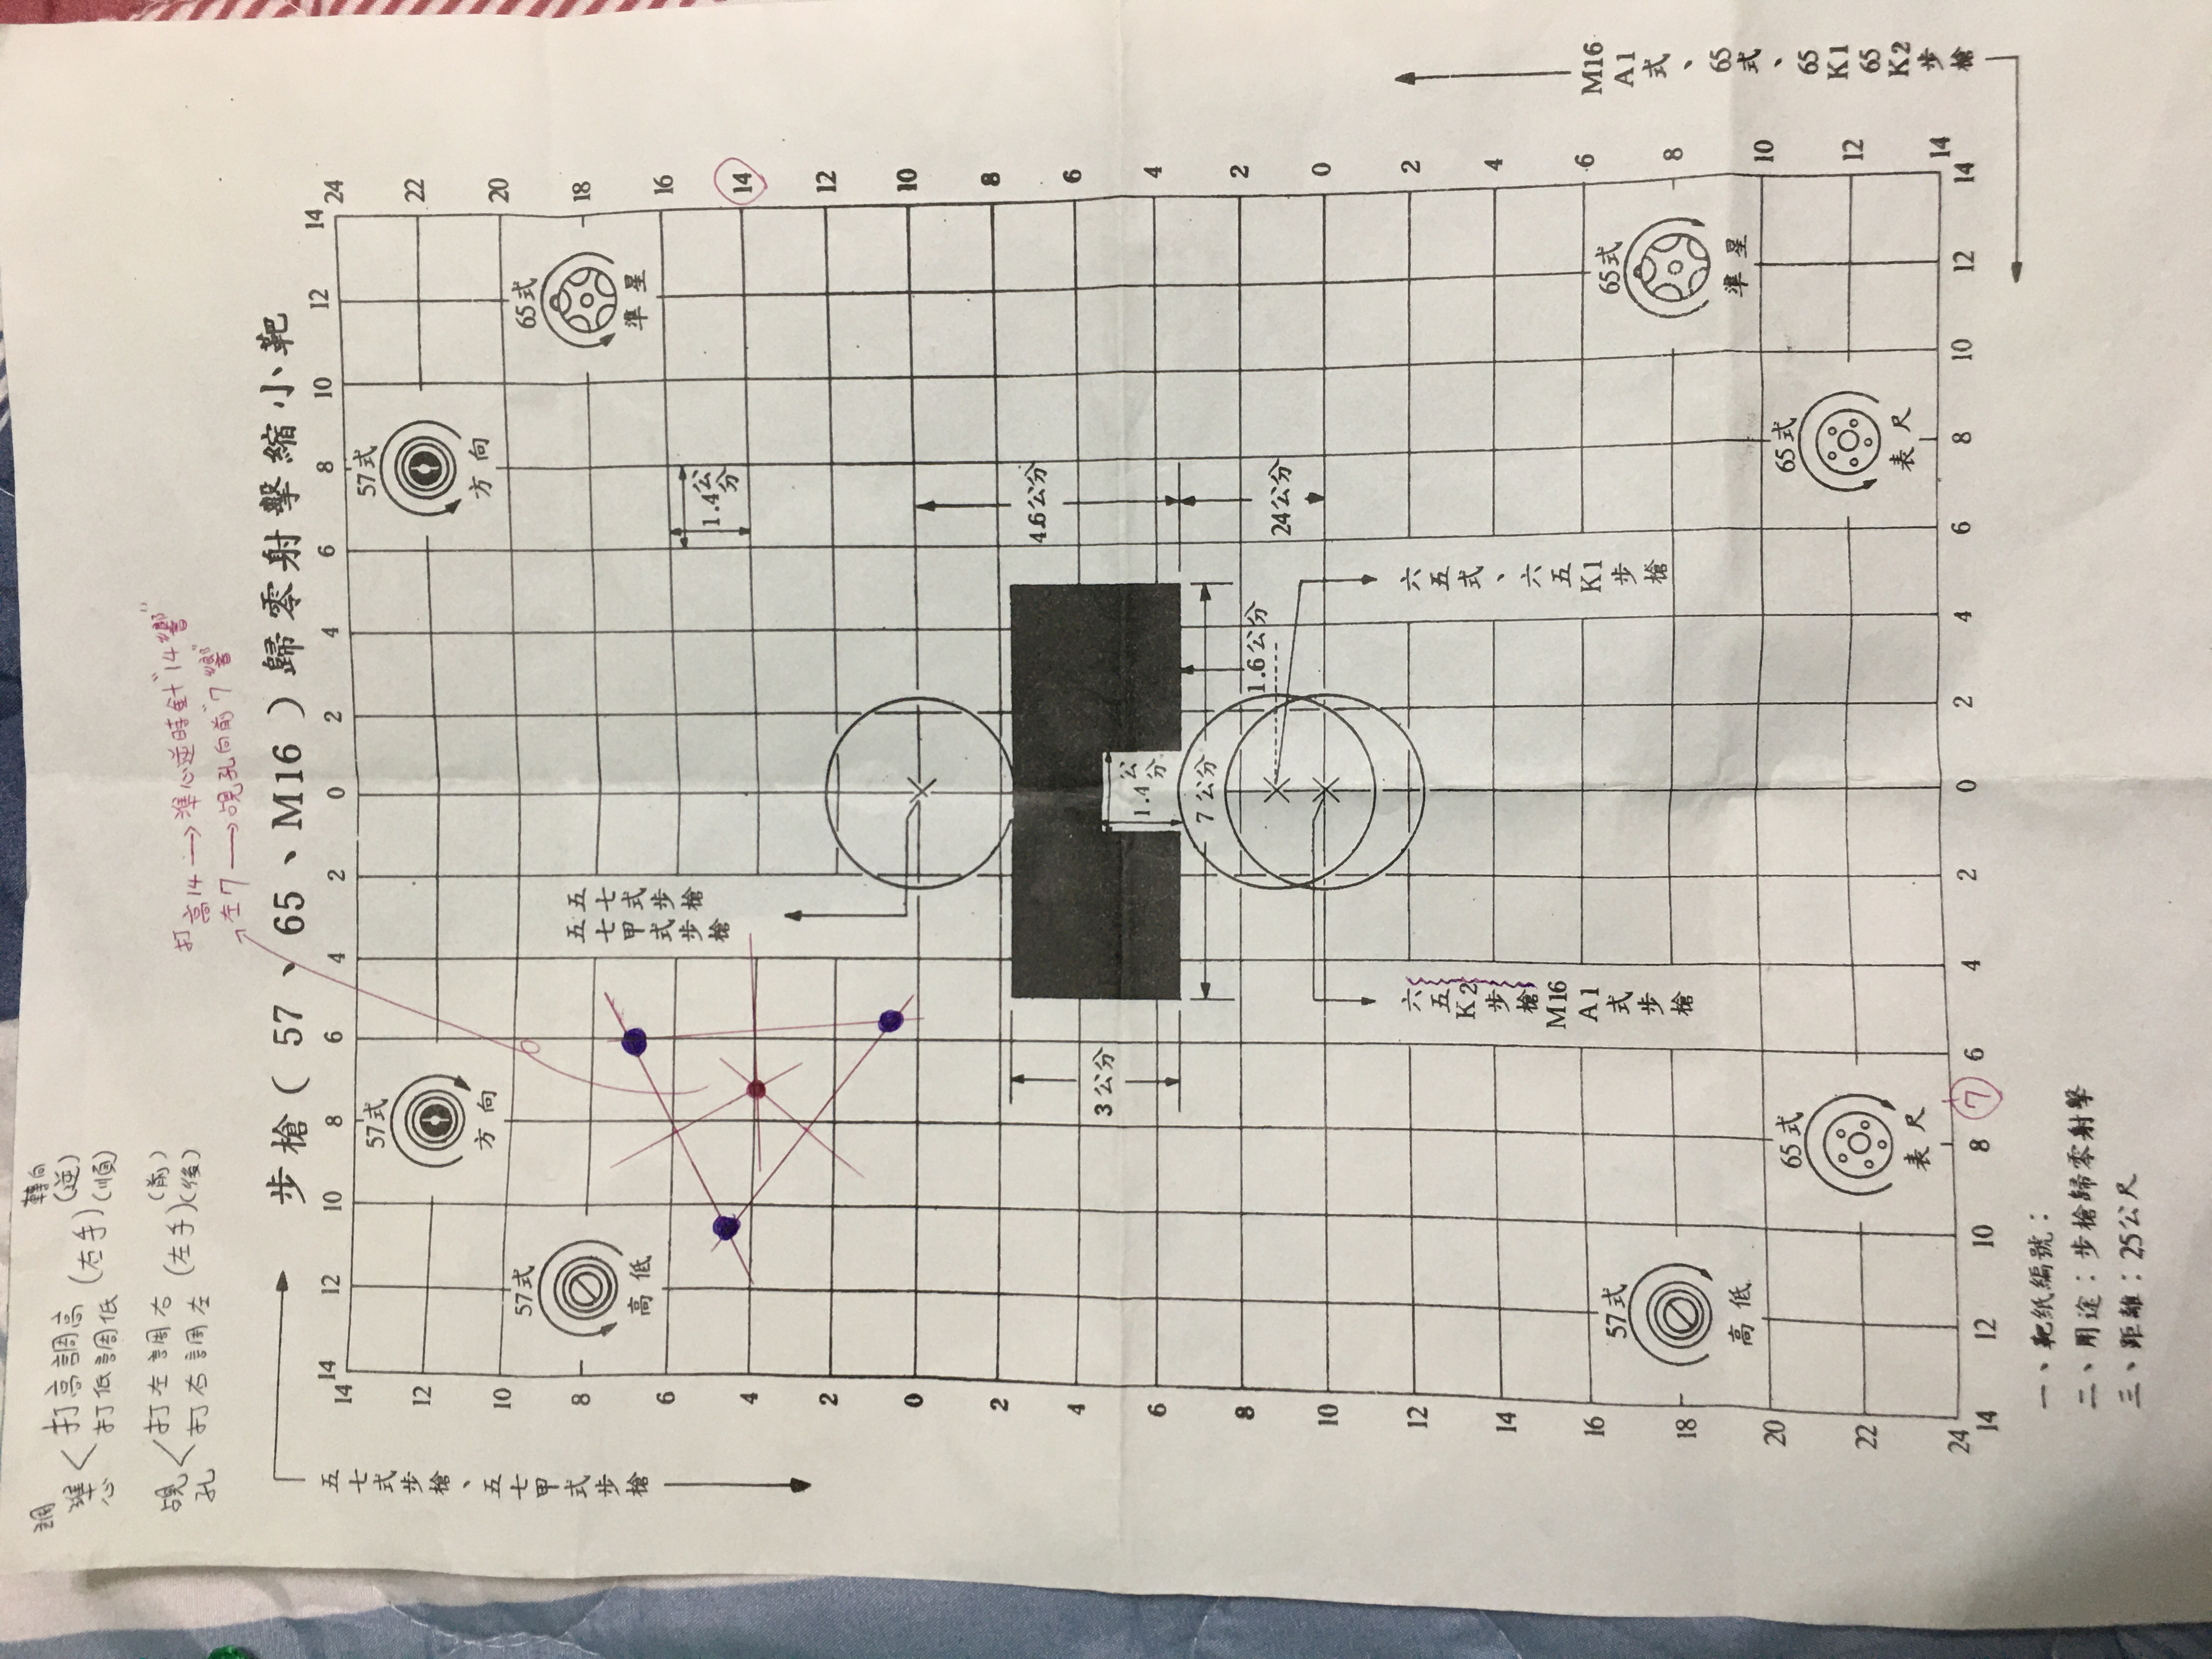 調準心
打高調高
打低調低
(右手)
轉向
(逆)
(順)
覘孔
打左調右
打右調左
(左手)
(前)
(後)
打高14→準心逆時針"14響"
左7→覘孔向前"7響"
步槍(57、65、M16)歸零射擊縮小靶
五七式步槍、五七甲式步槍
14 12 10 8 6 4 2 0 2 4 6 8 10 12 14
14 24
57式 57式
12 22
方向 方向
10 20
57式 65式
8 18
高低 準星
五七式步槍
五七甲式步槍
6 16
1.4公分
4 14
2 12
0 10
2 8
4.6公分
4 6
3公分
1.4公分
6 4
7公分
8 2
1.6公分
24公分
10 0
12 2
六五K2步槍
M16A1式步槍
六五式、六五K1步槍
14 4
16 6
57式 65式
18 8
高低 準星
M16A1式、65式、65K1 65K2步槍
20 10
65式 65式
22 12
表尺 表尺
24 14
14 12 10 8 7 6 4 2 0 2 4 6 8 10 12 14
一、靶紙編號:
二、用途:步槍歸零射擊
三、距離:25公尺